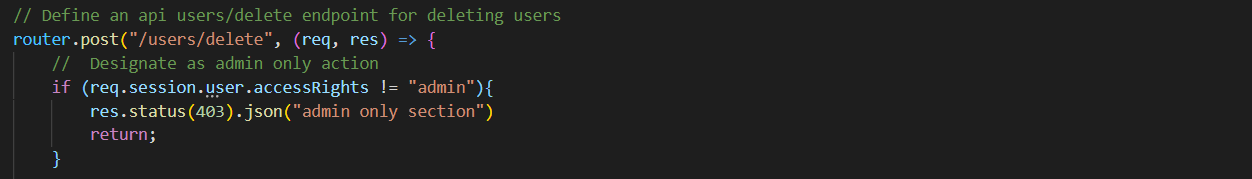 // Define an api users/delete endpoint for deleting users
router.post("/users/delete", (req, res) => {
    //  Designate as admin only action
    if (req.session.user.accessRights != "admin"){
        res.status(403).json("admin only section")
        return;
    }